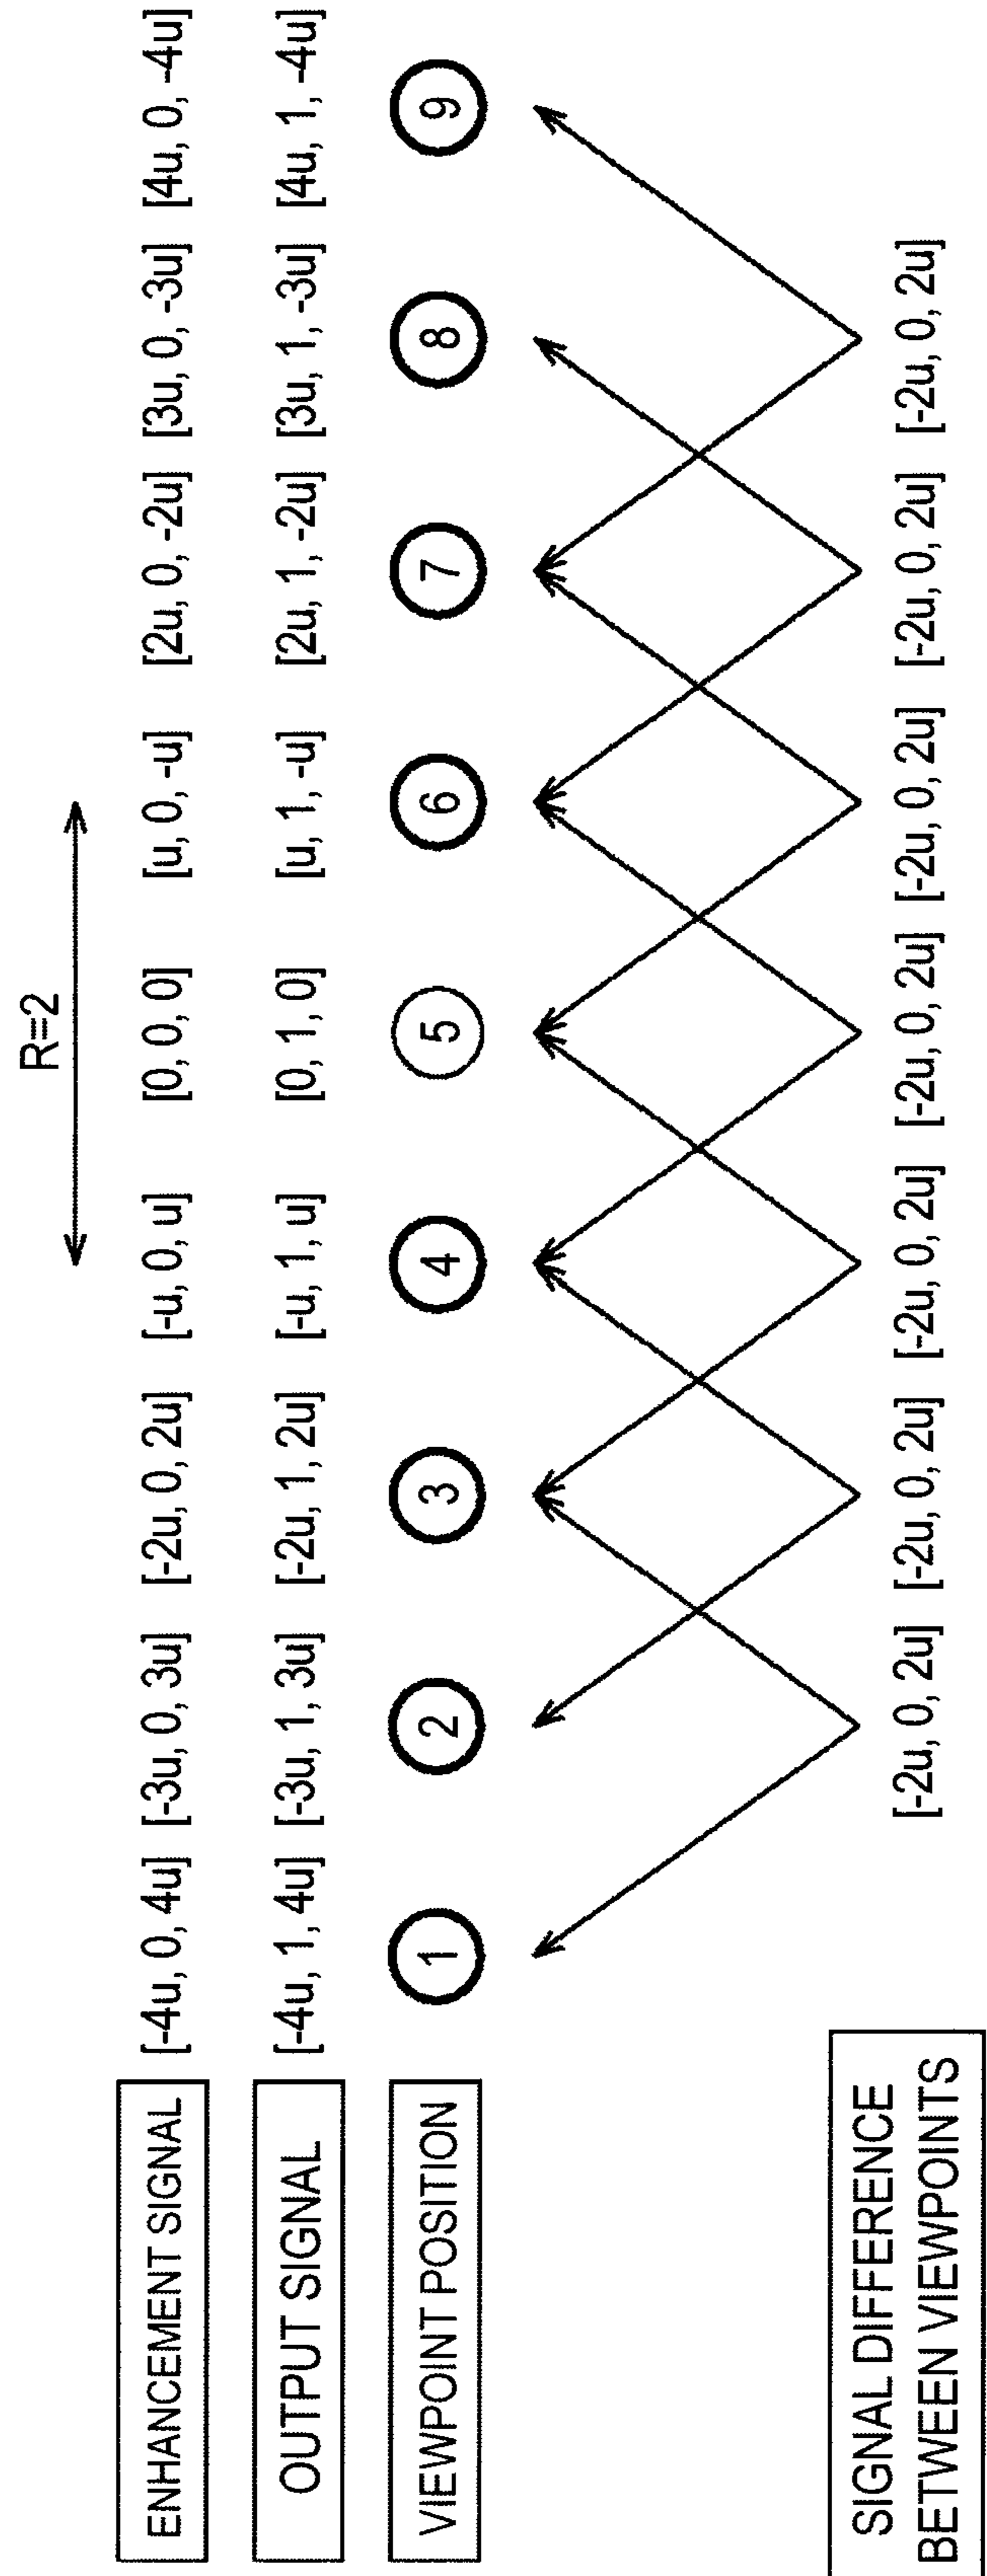 R=2
ENHANCEMENT SIGNAL [-4u, 0, 4u] [-3u, 0, 3u] [-2u, 0, 2u] [-u, 0, u] [0, 0, 0] [u, 0, -u] [2u, 0, -2u] [3u, 0, -3u] [4u, 0, -4u]
OUTPUT SIGNAL [-4u, 1, 4u] [-3u, 1, 3u] [-2u, 1, 2u] [-u, 1, u] [0, 1, 0] [u, 1, -u] [2u, 1, -2u] [3u, 1, -3u] [4u, 1, -4u]
VIEWPOINT POSITION 1 2 3 4 5 6 7 8 9
SIGNAL DIFFERENCE
BETWEEN VIEWPOINTS
[-2u, 0, 2u] [-2u, 0, 2u] [-2u, 0, 2u] [-2u, 0, 2u] [-2u, 0, 2u] [-2u, 0, 2u] [-2u, 0, 2u]